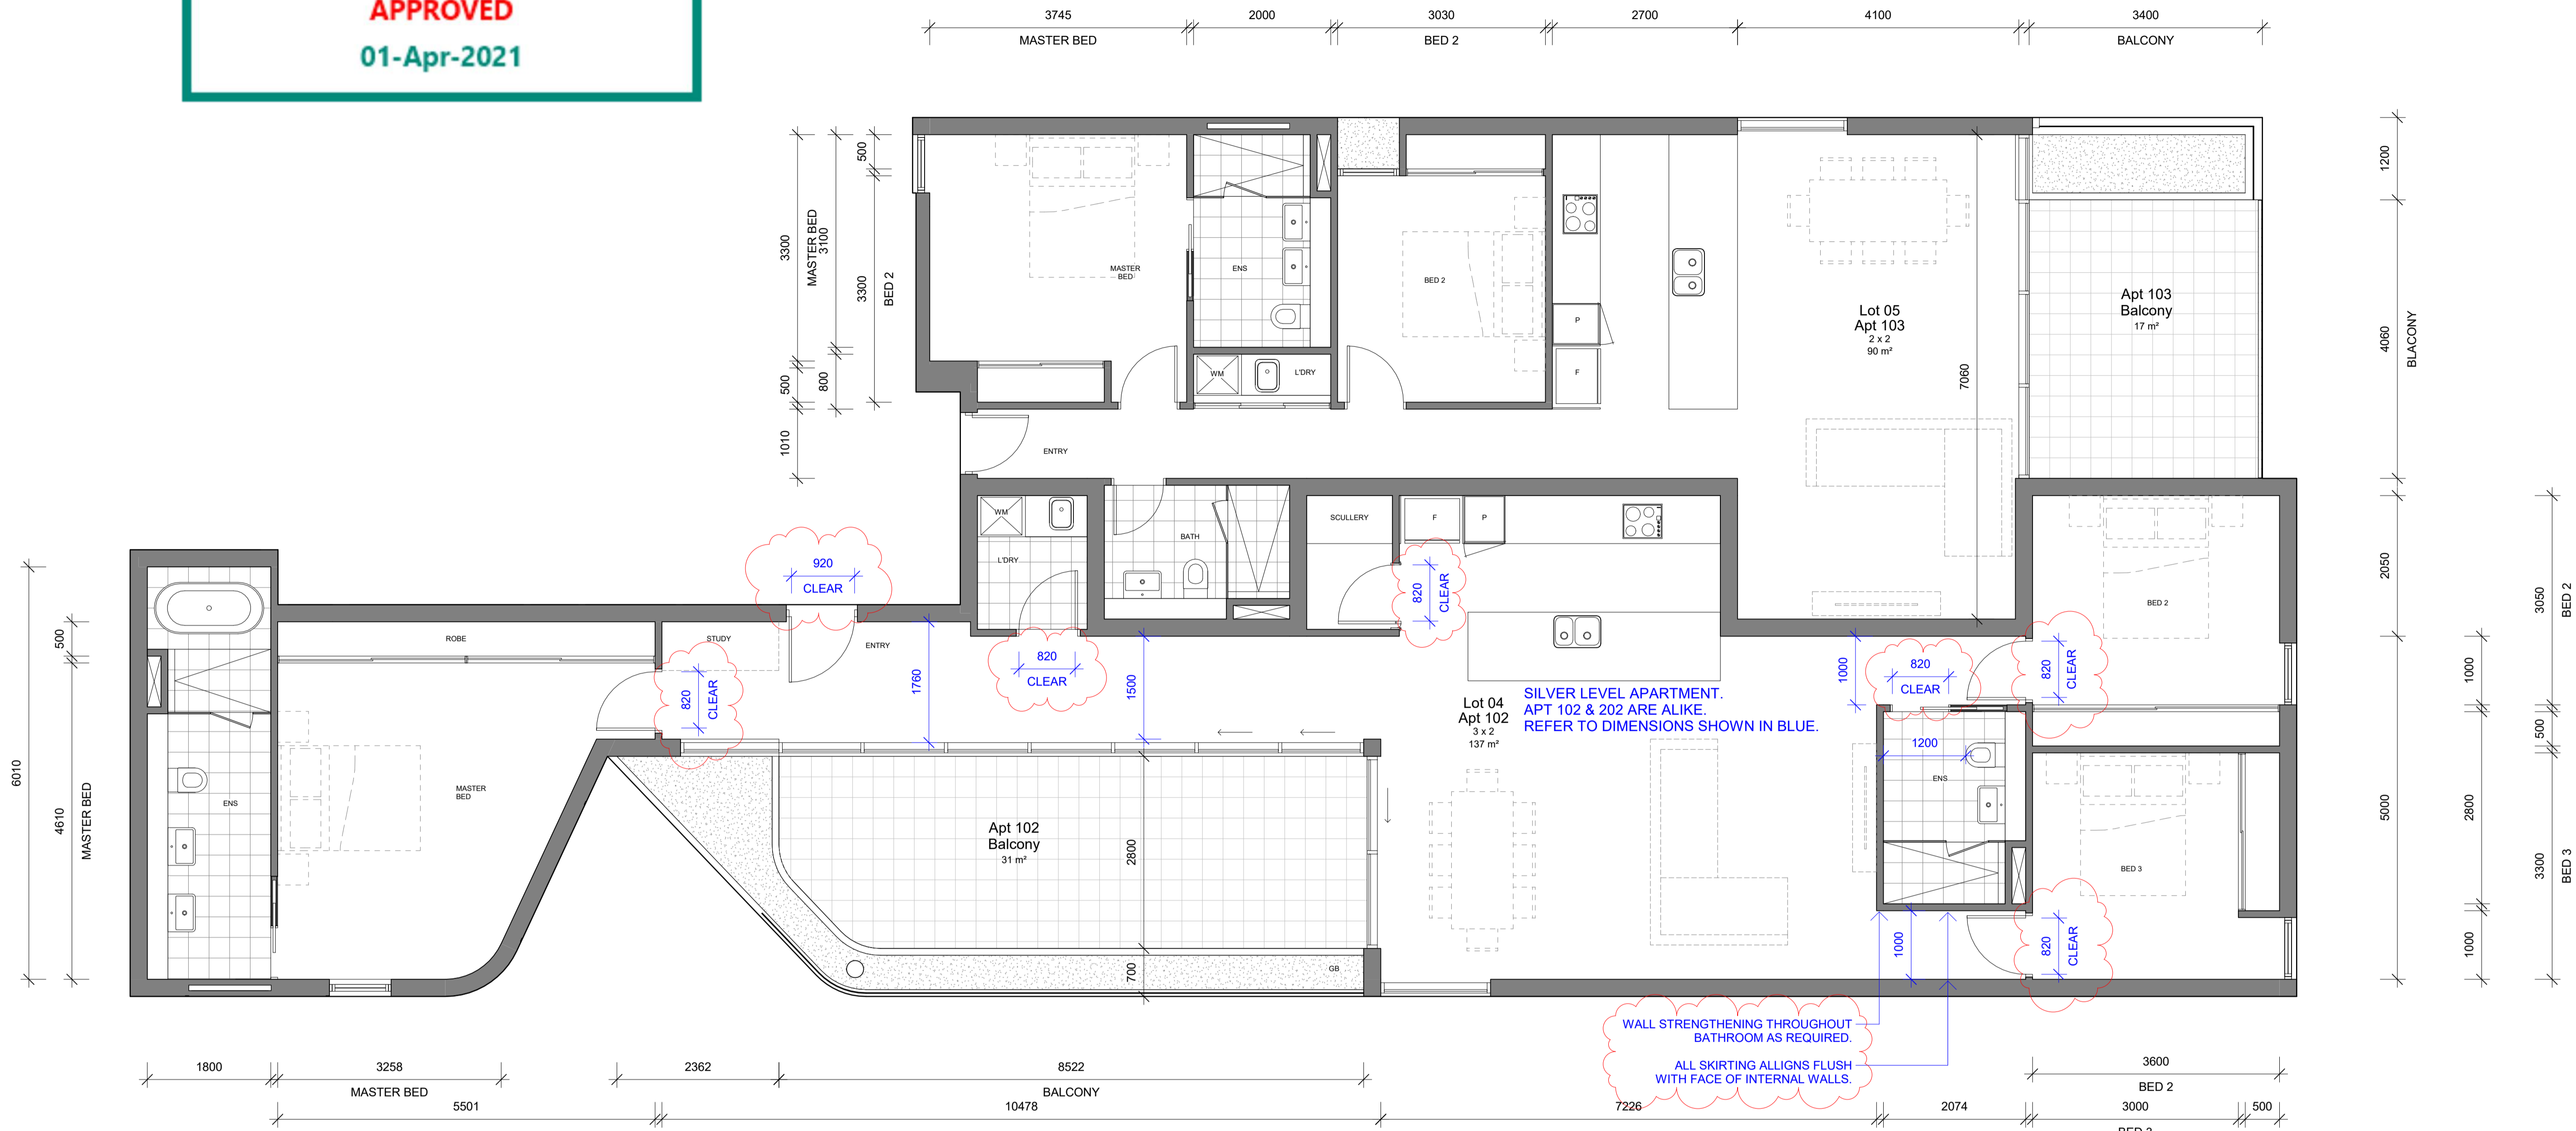 APPROVED
01-Apr-2021
3745
2000
3030
2700
4100
3400
MASTER BED
BED 2
BALCONY
3300
500
1010
MASTER BED
3100
800
500
3300
BED 2
MASTER
BED
ENS
WM
L'DRY
BED 2
P
F
Lot 05
Apt 103
2 x 2
90 m²
7060
Apt 103
Balcony
17 m²
1200
4060
BLACONY
2050
5000
ENTRY
WM
L'DRY
BATH
SCULLERY
F
P
820
CLEAR
920
CLEAR
820
CLEAR
ROBE
STUDY
ENTRY
820
CLEAR
1760
1500
6010
500
4610
MASTER BED
ENS
MASTER
BED
Apt 102
Balcony
31 m²
2800
700
GB
Lot 04
Apt 102
3 x 2
137 m²
SILVER LEVEL APARTMENT.
APT 102 & 202 ARE ALIKE.
REFER TO DIMENSIONS SHOWN IN BLUE.
1000
820
CLEAR
820
CLEAR
BED 2
1200
ENS
BED 3
1000
820
CLEAR
3050
BED 2
1000
500
2800
3300
BED 3
1000
WALL STRENGTHENING THROUGHOUT
BATHROOM AS REQUIRED.
ALL SKIRTING ALLIGNS FLUSH
WITH FACE OF INTERNAL WALLS.
1800
3258
MASTER BED
2362
8522
BALCONY
3600
BED 2
5501
10478
7226
2074
3000
500
BED 3